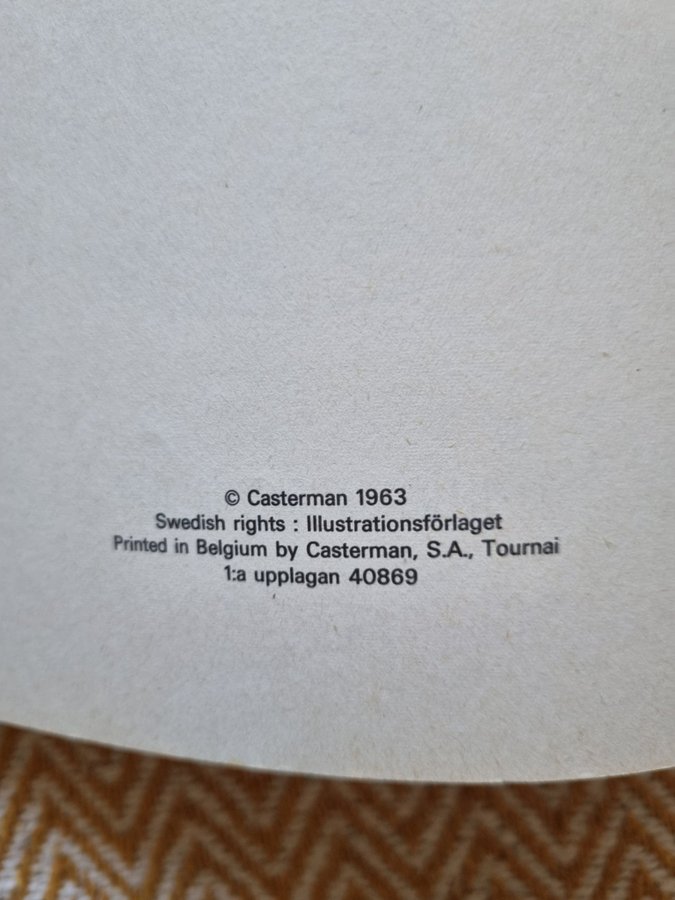 © Casterman 1963
Swedish rights : Illustrationsförlaget
Printed in Belgium by Casterman, S.A., Tournai
1:a upplagan 40869